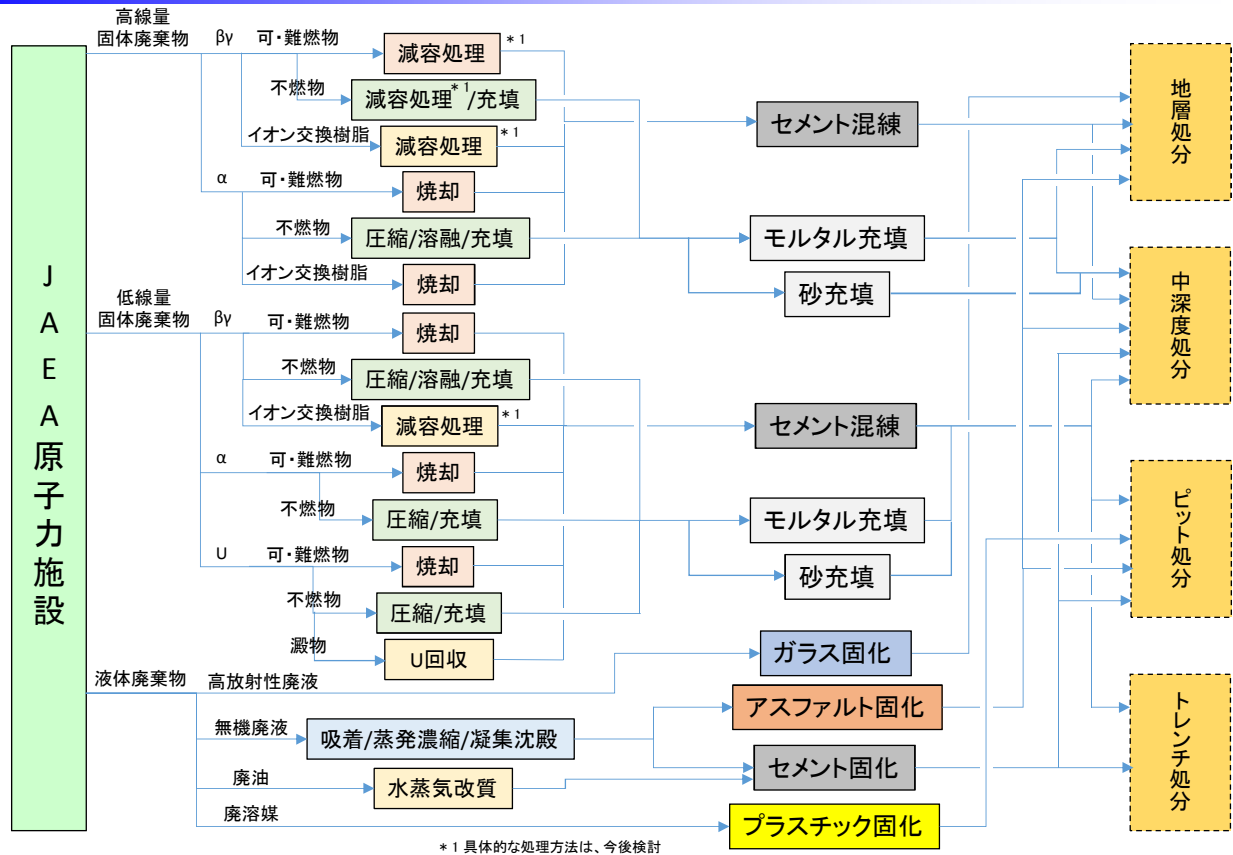 JAEA原子力施設
高線量
固体廃棄物
βγ
可・難燃物
減容処理
*1
不燃物
減容処理*1/充填
イオン交換樹脂
減容処理
*1
α
可・難燃物
焼却
不燃物
圧縮/溶融/充填
イオン交換樹脂
焼却
低線量
固体廃棄物
βγ
可・難燃物
焼却
不燃物
圧縮/溶融/充填
イオン交換樹脂
減容処理
*1
α
可・難燃物
焼却
不燃物
圧縮/充填
U
可・難燃物
焼却
不燃物
圧縮/充填
澱物
U回収
液体廃棄物
高放射性廃液
無機廃液
吸着/蒸発濃縮/凝集沈殿
廃油
水蒸気改質
廃溶媒
セメント混練
モルタル充填
砂充填
セメント混練
モルタル充填
砂充填
ガラス固化
アスファルト固化
セメント固化
プラスチック固化
地層処分
中深度処分
ピット処分
トレンチ処分
*1 具体的な処理方法は、今後検討